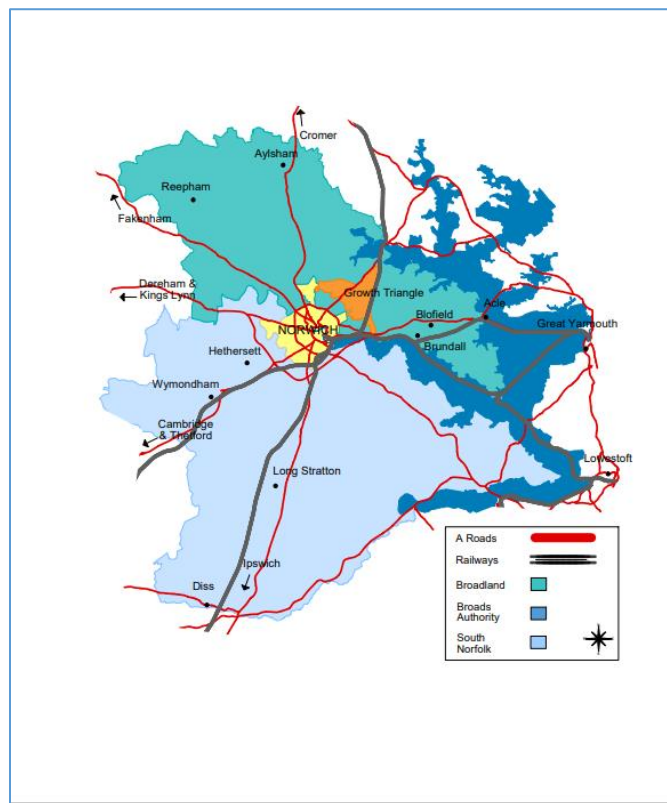 Cromer
Aylsham
Reepham
Fakenham
Dereham &
Kings Lynn
Growth Triangle
Acle
Blofield
Great Yarmouth
NORWICH
Brundall
Hethersett
Wymondham
Cambridge
& Thetford
Lowestoft
Long Stratton
Ipswich
Diss
A Roads
Railways
Broadland
Broads
Authority
South
Norfolk